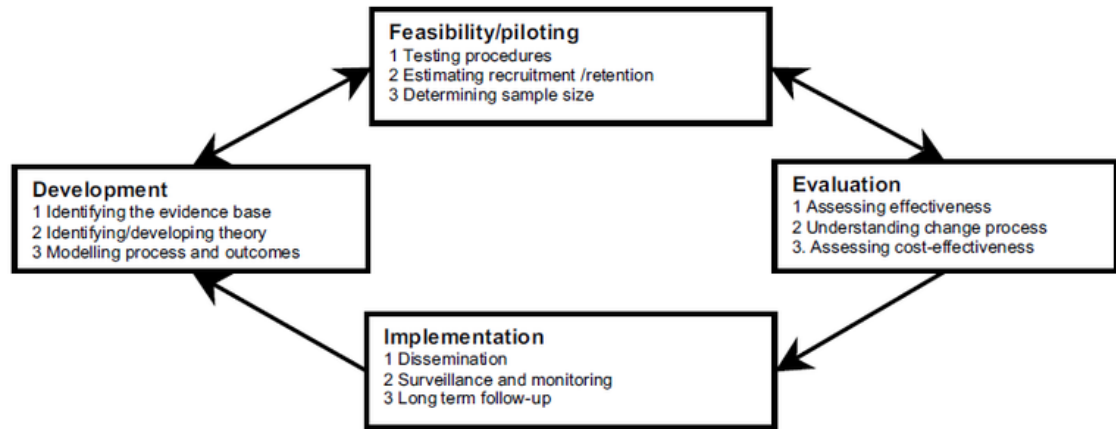 Feasibility/piloting
1 Testing procedures
2 Estimating recruitment /retention
3 Determining sample size
Development
1 Identifying the evidence base
2 Identifying/developing theory
3 Modelling process and outcomes
Evaluation
1 Assessing effectiveness
2 Understanding change process
3. Assessing cost-effectiveness
Implementation
1 Dissemination
2 Surveillance and monitoring
3 Long term follow-up